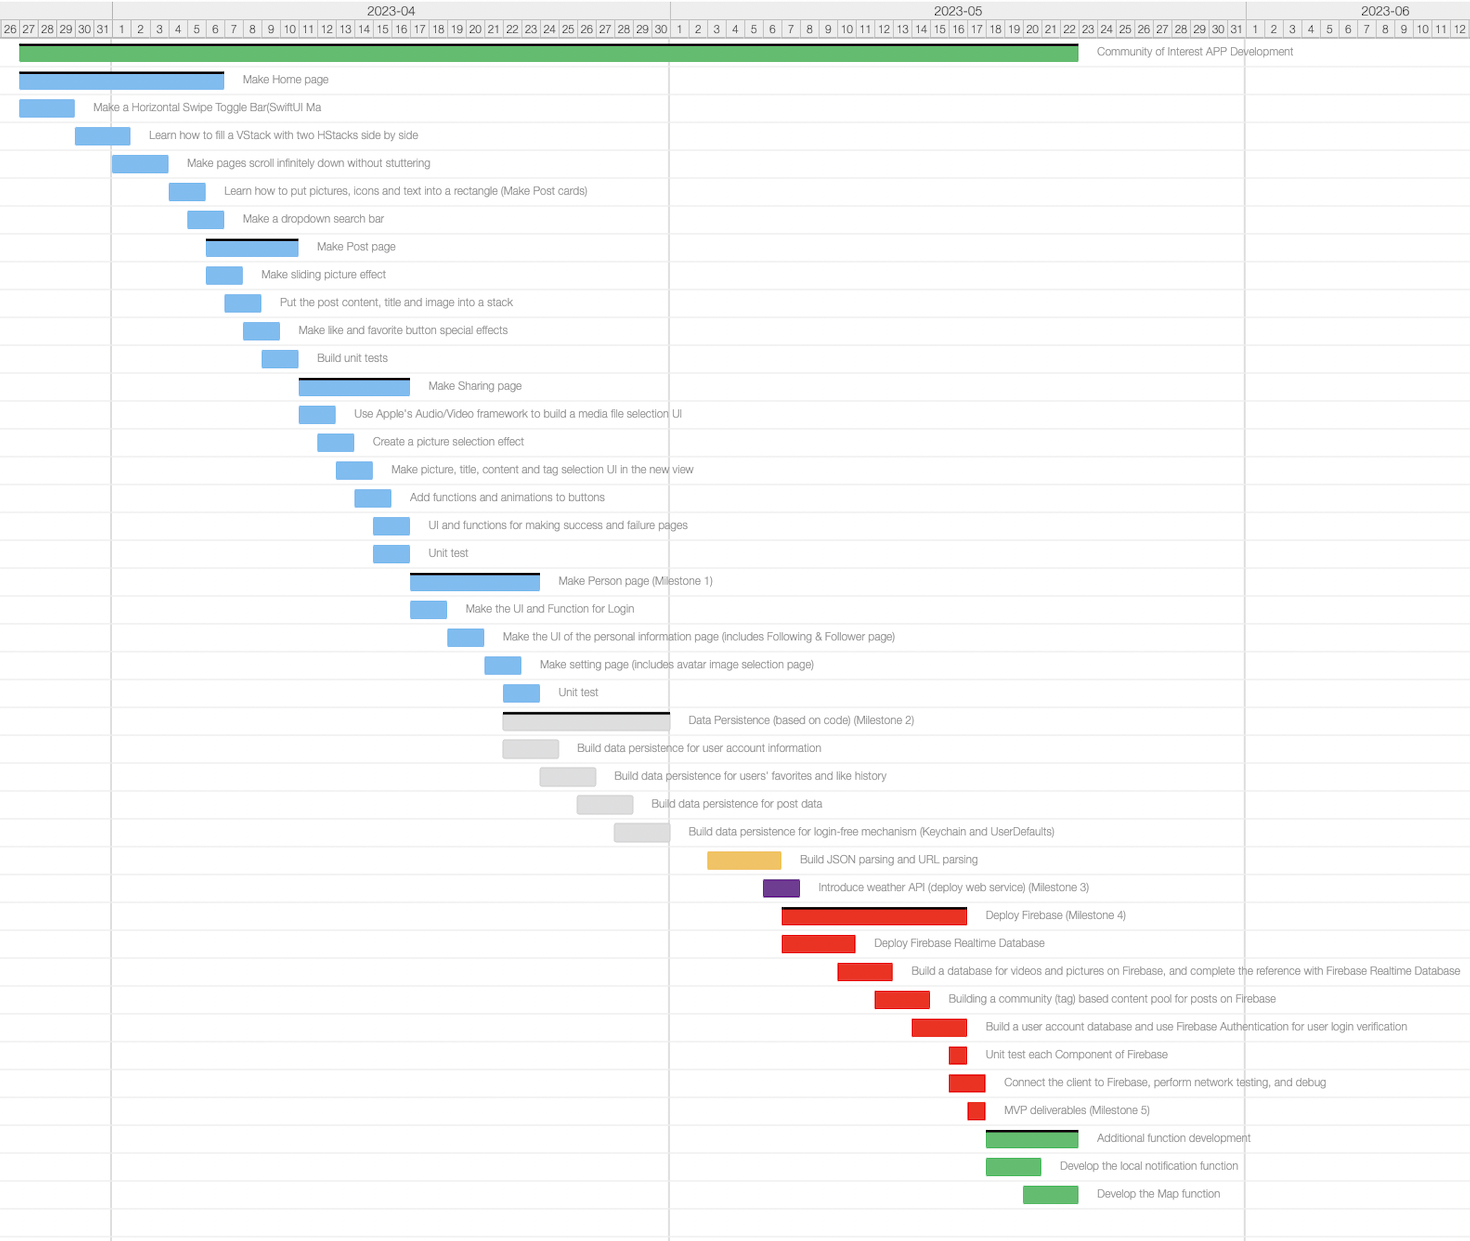 2023-04 2023-05 2023-06
26 27 28 29 30 31 1 2 3 4 5 6 7 8 9 10 11 12 13 14 15 16 17 18 19 20 21 22 23 24 25 26 27 28 29 30 1 2 3 4 5 6 7 8 9 10 11 12 13 14 15 16 17 18 19 20 21 22 23 24 25 26 27 28 29 30 31 1 2 3 4 5 6 7 8 9 10 11 12
Community of Interest APP Development
Make Home page
Make a Horizontal Swipe Toggle Bar(SwiftUI Ma
Learn how to fill a VStack with two HStacks side by side
Make pages scroll infinitely down without stuttering
Learn how to put pictures, icons and text into a rectangle (Make Post cards)
Make a dropdown search bar
Make Post page
Make sliding picture effect
Put the post content, title and image into a stack
Make like and favorite button special effects
Build unit tests
Make Sharing page
Use Apple's Audio/Video framework to build a media file selection UI
Create a picture selection effect
Make picture, title, content and tag selection UI in the new view
Add functions and animations to buttons
UI and functions for making success and failure pages
Unit test
Make Person page (Milestone 1)
Make the UI and Function for Login
Make the UI of the personal information page (includes Following & Follower page)
Make setting page (includes avatar image selection page)
Unit test
Data Persistence (based on code) (Milestone 2)
Build data persistence for user account information
Build data persistence for users' favorites and like history
Build data persistence for post data
Build data persistence for login-free mechanism (Keychain and UserDefaults)
Build JSON parsing and URL parsing
Introduce weather API (deploy web service) (Milestone 3)
Deploy Firebase (Milestone 4)
Deploy Firebase Realtime Database
Build a database for videos and pictures on Firebase, and complete the reference with Firebase Realtime Database
Building a community (tag) based content pool for posts on Firebase
Build a user account database and use Firebase Authentication for user login verification
Unit test each Component of Firebase
Connect the client to Firebase, perform network testing, and debug
MVP deliverables (Milestone 5)
Additional function development
Develop the local notification function
Develop the Map function